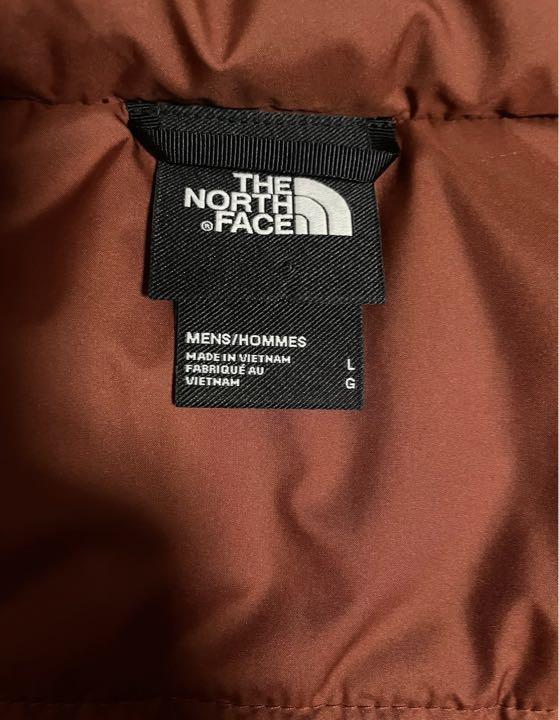 THE
NORTH
® FACE
MENS/HOMMES
MADE IN VIETNAM L
FABRIQUÉ AU G
VIETNAM